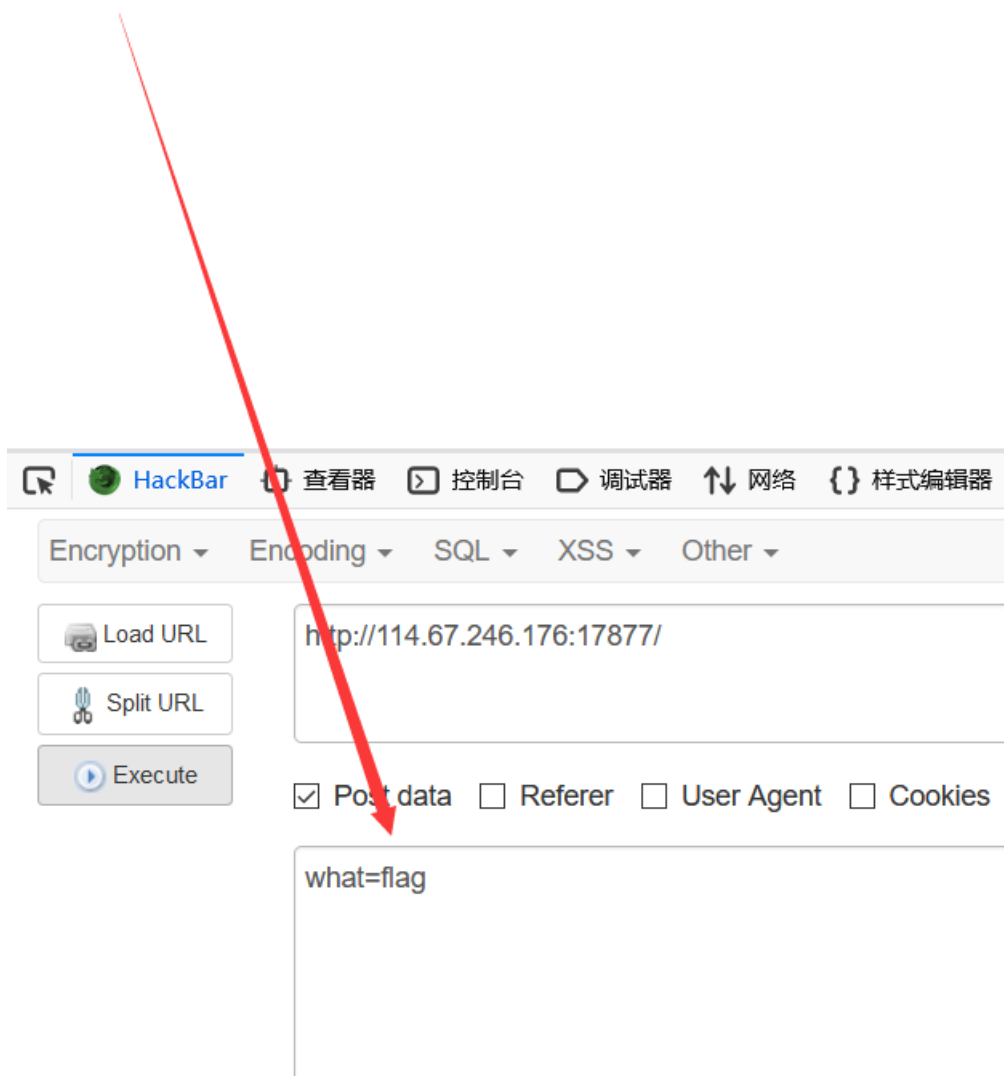 HackBar 查看器 控制台 调试器 网络 {} 样式编辑器
Encryption Encoding SQL XSS Other
Load URL http://114.67.246.176:17877/
Split URL
Execute
Post data Referer User Agent Cookies
what=flag